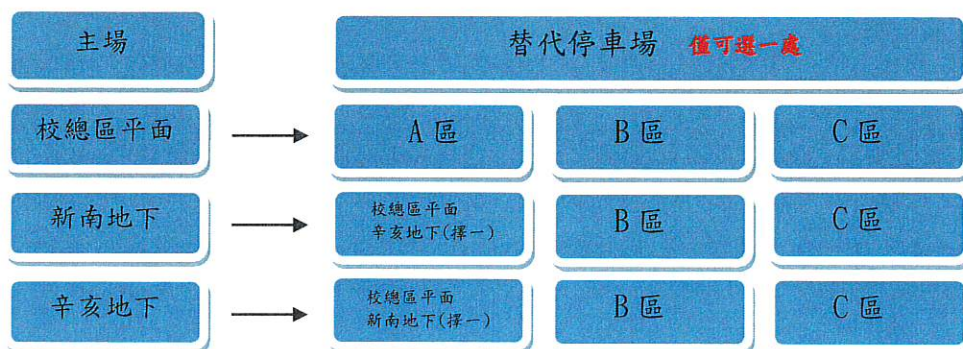 主場
替代停車場 僅可選一處
校總區平面
A區
B區
C區
新南地下
校總區平面
辛亥地下(擇一)
B區
C區
辛亥地下
校總區平面
新南地下(擇一)
B區
C區